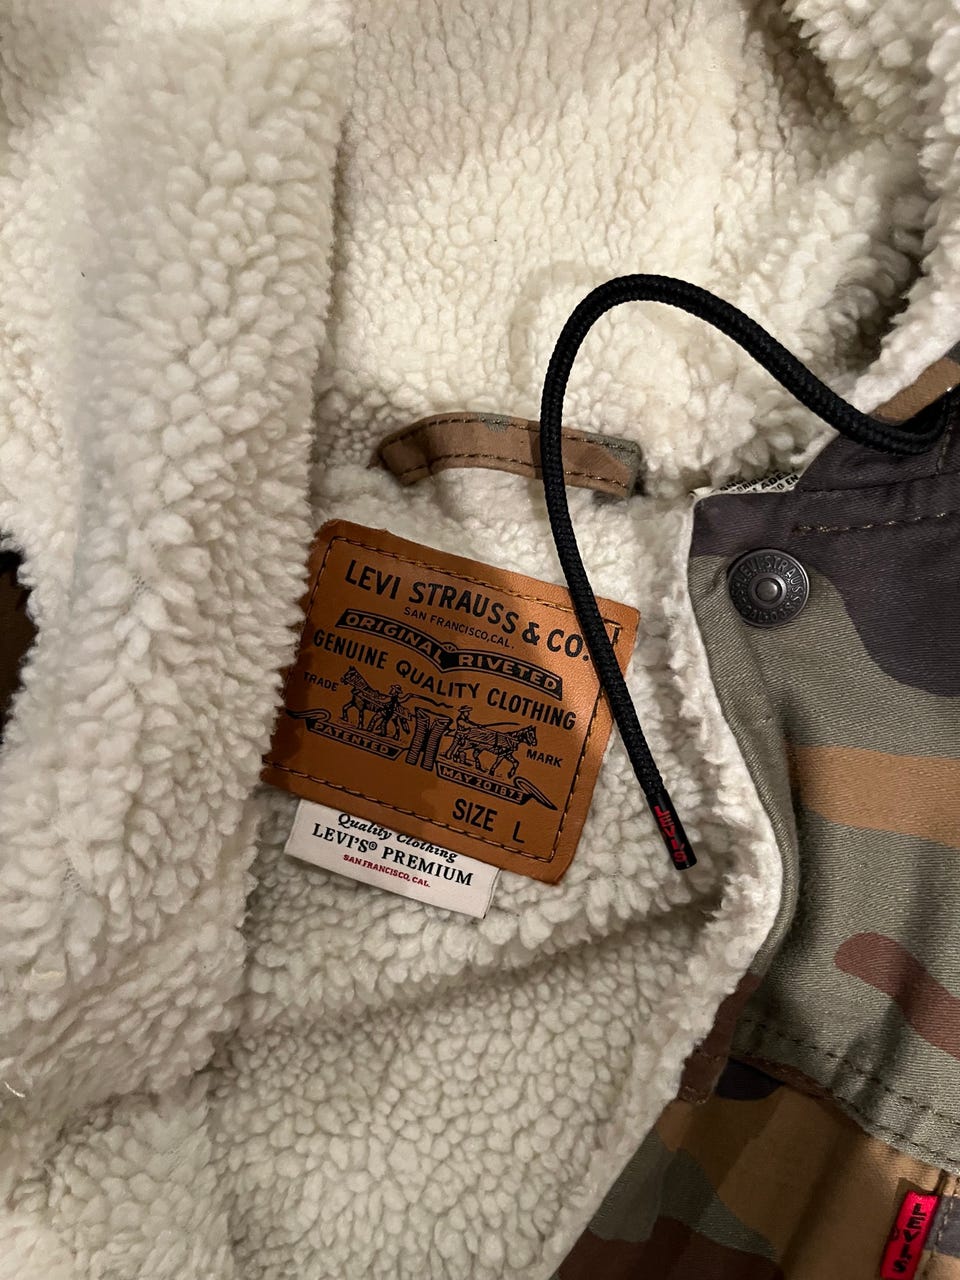 LEVI STRAUSS & CO.
SAN FRANCISCO, CAL.
ORIGINAL RIVETED
GENUINE QUALITY CLOTHING
TRADE MARK
PATENTED MAY 20 1873
SIZE L
Quality Clothing
LEVI'S® PREMIUM
SAN FRANCISCO, CAL.
LEVI'S
LEVI STRAUSS
LEVI'S